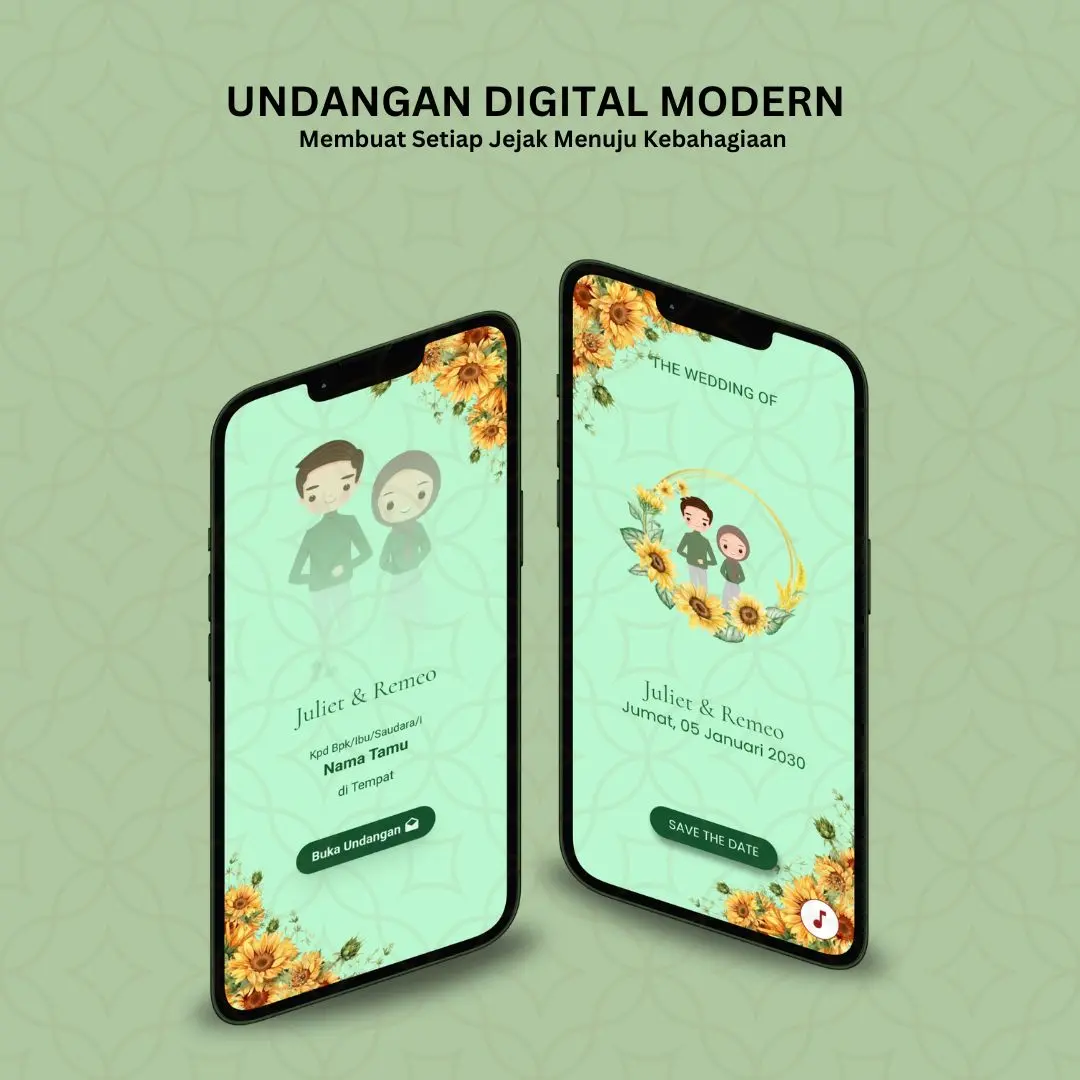 UNDANGAN DIGITAL MODERN
Membuat Setiap Jejak Menuju Kebahagiaan
Juliet & Remeo
Kpd Bpk/Ibu/Saudara/i
Nama Tamu
di Tempat
Buka Undangan
THE WEDDING OF
Juliet & Remeo
Jumat, 05 Januari 2030
SAVE THE DATE